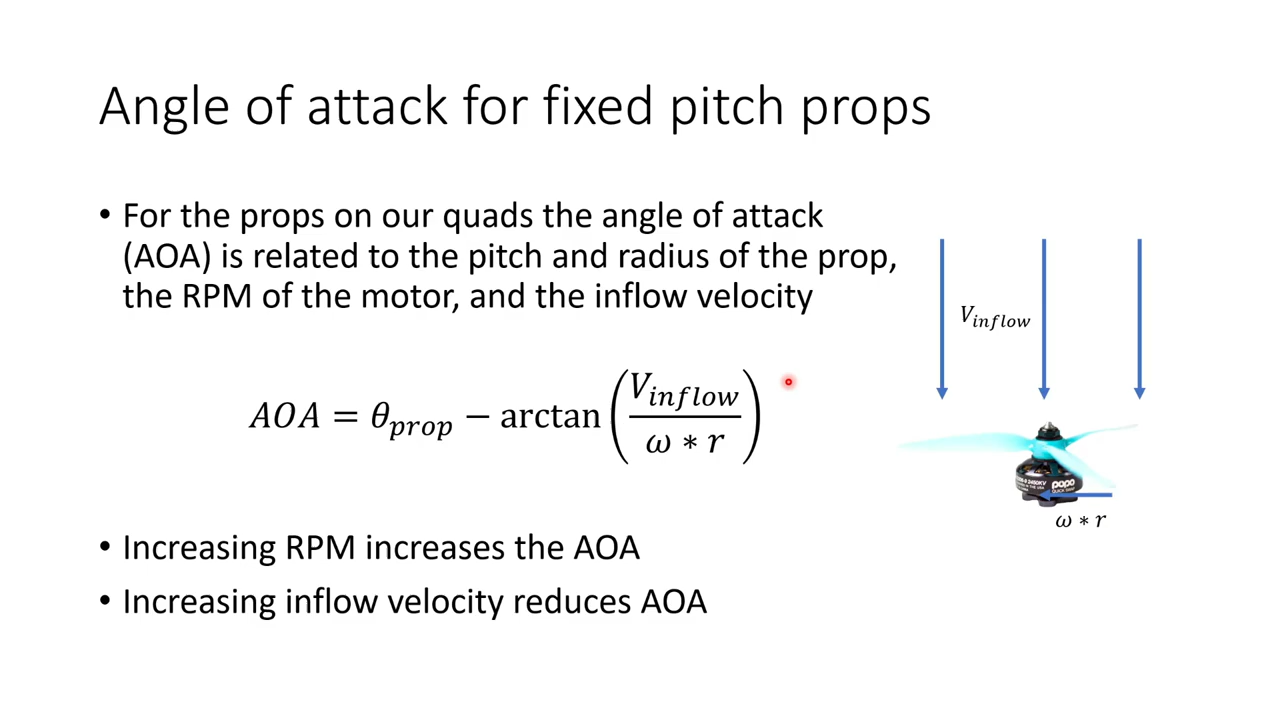 Angle of attack for fixed pitch props
• For the props on our quads the angle of attack
(AOA) is related to the pitch and radius of the prop,
the RPM of the motor, and the inflow velocity
V_inflow
AOA = θ_prop − arctan(V_inflow / ω ∗ r)
popo
ω ∗ r
• Increasing RPM increases the AOA
• Increasing inflow velocity reduces AOA